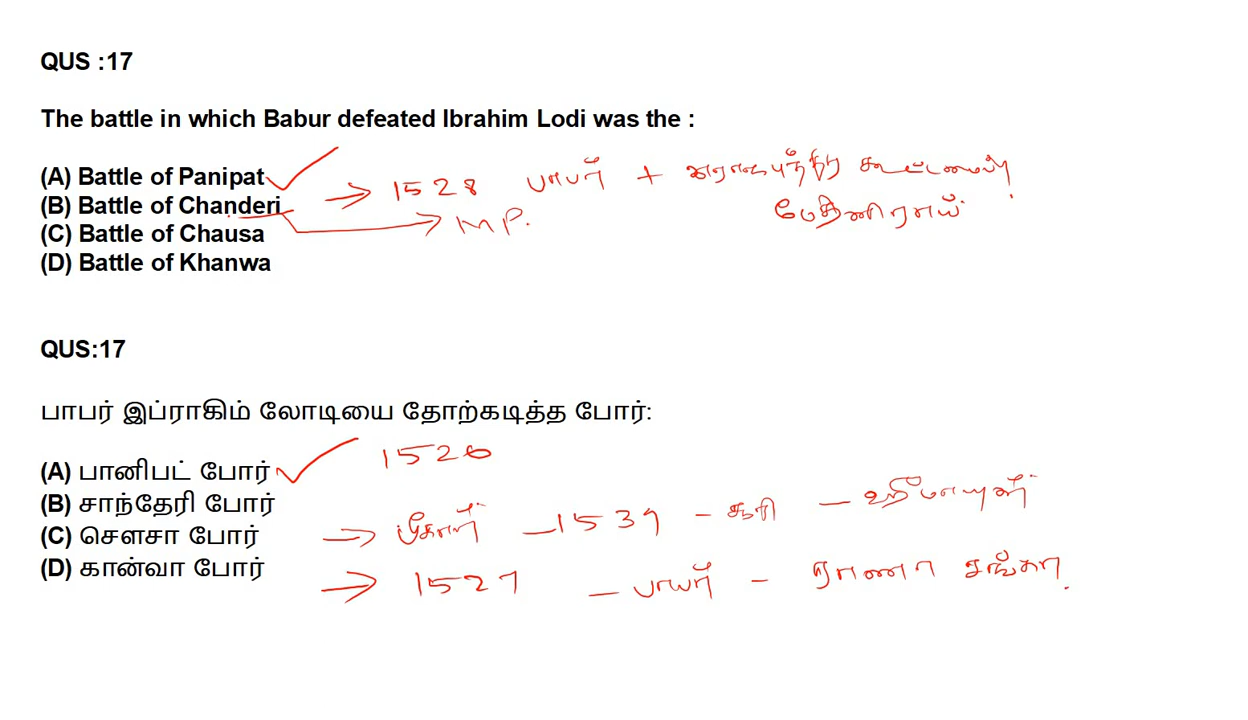 QUS :17
The battle in which Babur defeated Ibrahim Lodi was the :
(A) Battle of Panipat
(B) Battle of Chanderi → 1528 பாபர் + கூட்டமைப்பு
→ MP. மேதினிராய்
(C) Battle of Chausa
(D) Battle of Khanwa
QUS:17
பாபர் இப்ராகிம் லோடியை தோற்கடித்த போர்:
(A) பானிபட் போர் 1526
(B) சாந்தேரி போர்
(C) சௌசா போர் → பீகார் – 1539 – சூரி – ஹிமாயுன்
(D) கான்வா போர் → 1527 – பாபர் – ராணா சங்கா